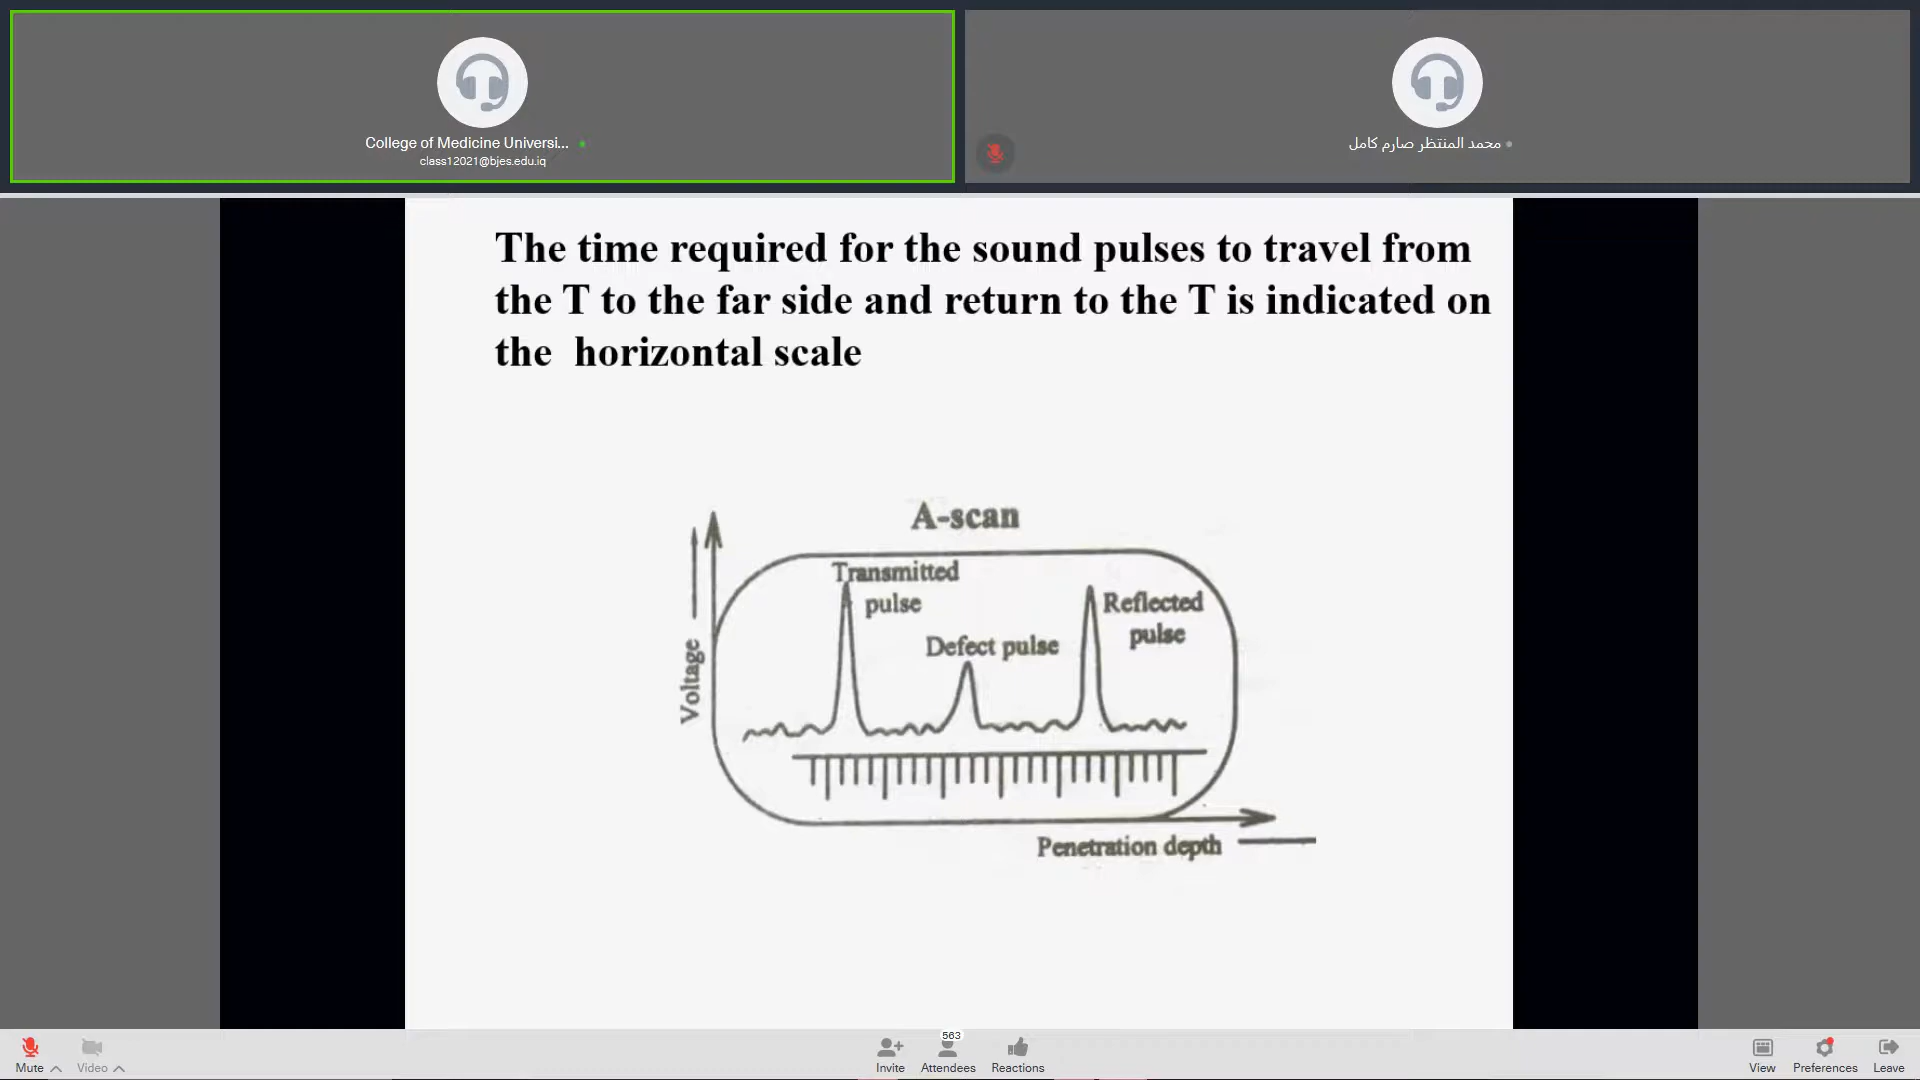 College of Medicine Universi...
class12021@bjes.edu.iq
محمد المنتظر صارم كامل
The time required for the sound pulses to travel from
the T to the far side and return to the T is indicated on
the horizontal scale
A-scan
Transmitted
pulse
Reflected
pulse
Defect pulse
Voltage
Penetration depth
563
Mute
Video
Invite
Attendees
Reactions
View
Preferences
Leave